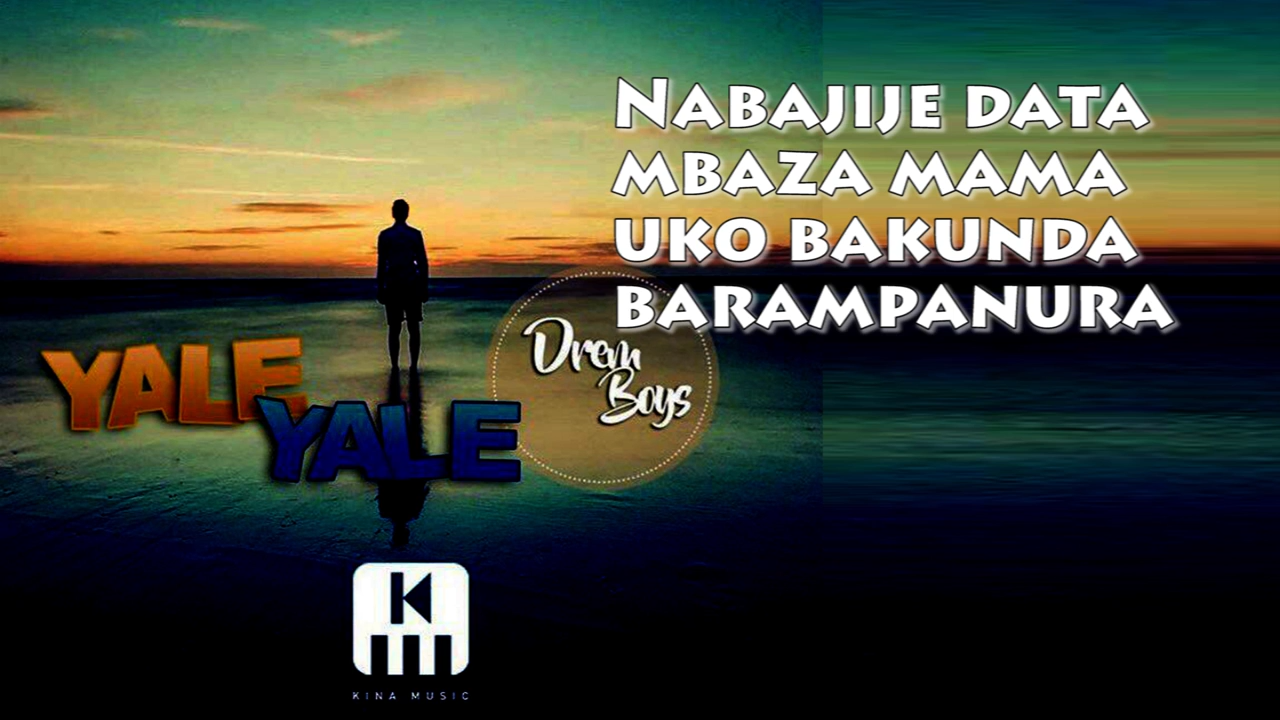 Nabajije data
mbaza mama
uko bakunda
barampanura
Drem
Boys
YALE
YALE
K
KINA MUSIC